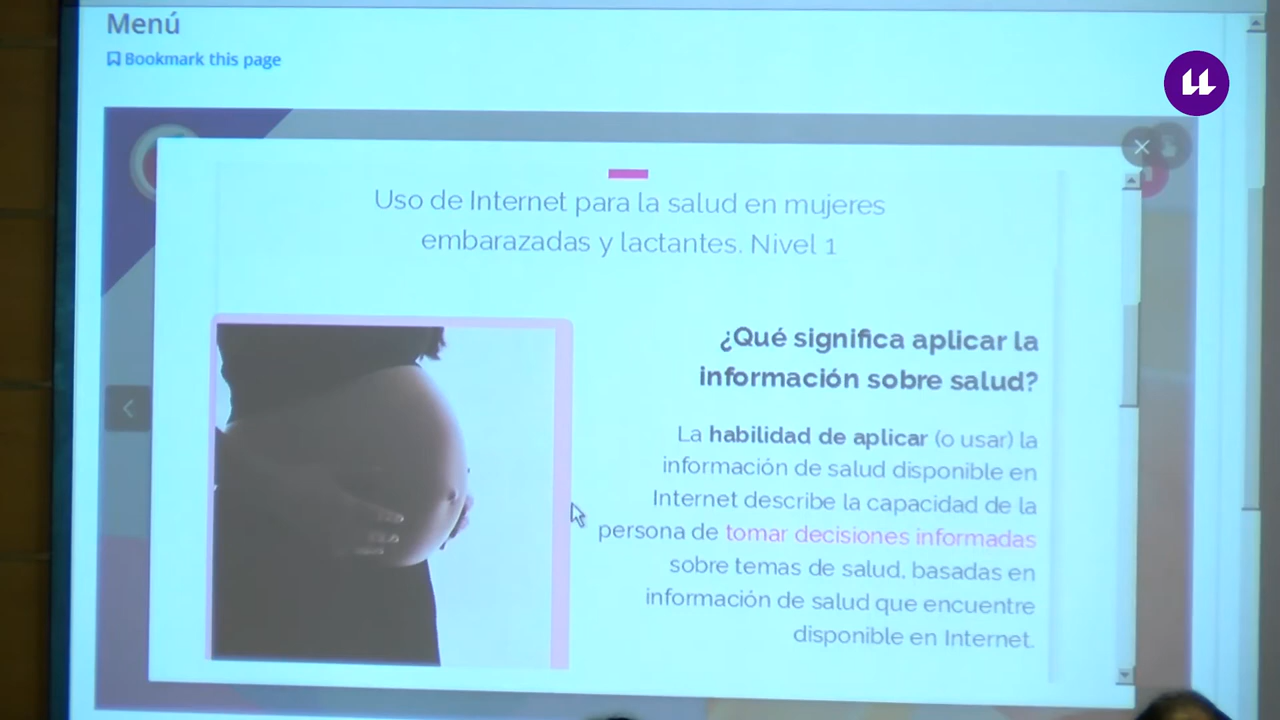 Menú
Bookmark this page
Uso de Internet para la salud en mujeres
embarazadas y lactantes. Nivel 1
¿Qué significa aplicar la
información sobre salud?
La habilidad de aplicar (o usar) la
información de salud disponible en
Internet describe la capacidad de la
persona de tomar decisiones informadas
sobre temas de salud, basadas en
información de salud que encuentre
disponible en Internet.